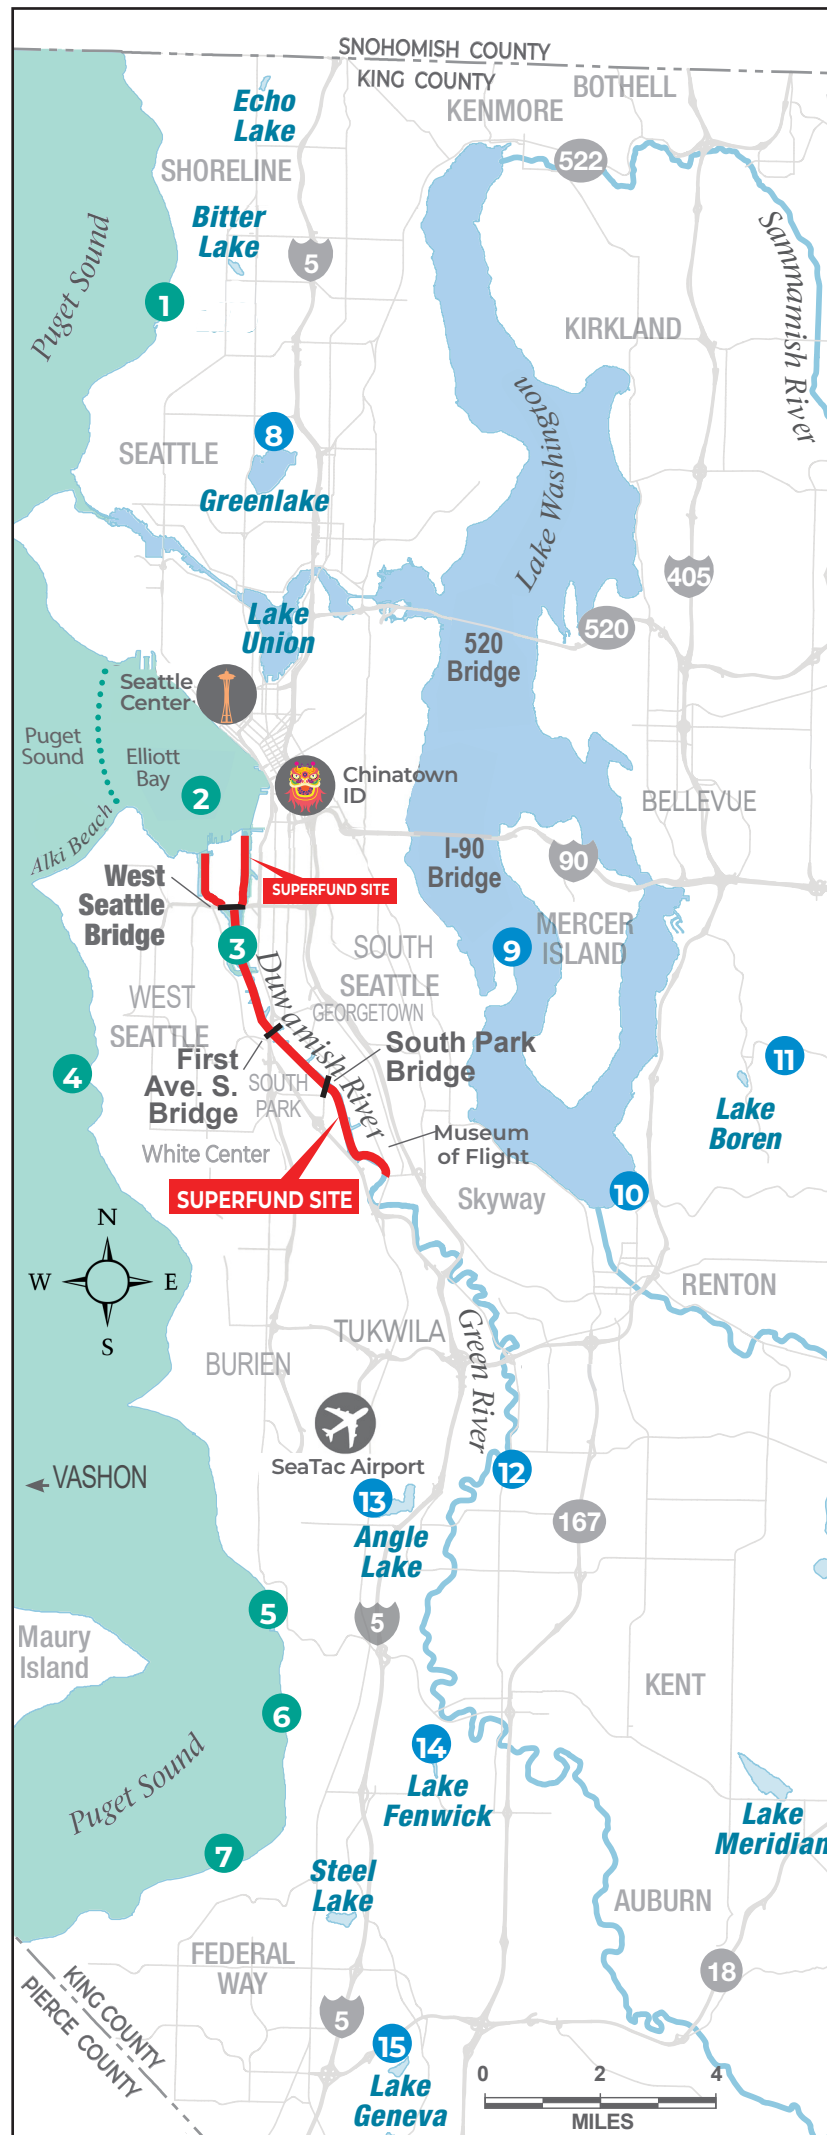 SNOHOMISH COUNTY
KING COUNTY
BOTHELL
Echo
Lake
KENMORE
522
SHORELINE
Bitter
Lake
Puget Sound
Sammamish River
5
1
KIRKLAND
Lake Washington
8
SEATTLE
Greenlake
405
Lake
Union
520
520
Bridge
Seattle
Center
Puget
Sound
Elliott
Bay
2
Chinatown
ID
BELLEVUE
Alki Beach
I-90
Bridge
90
West
Seattle
Bridge
SUPERFUND SITE
MERCER
ISLAND
9
3
SOUTH
SEATTLE
GEORGETOWN
Duwamish River
WEST
SEATTLE
First
Ave. S.
Bridge
South Park
Bridge
4
11
SOUTH
PARK
Lake
Boren
White Center
Museum
of Flight
SUPERFUND SITE
Skyway
10
N
W
E
S
RENTON
TUKWILA
Green River
BURIEN
SeaTac Airport
VASHON
12
13
Angle
Lake
167
5
5
Maury
Island
KENT
6
14
Lake
Fenwick
Puget Sound
Lake
Meridian
7
Steel
Lake
AUBURN
FEDERAL
WAY
18
KING COUNTY
PIERCE COUNTY
5
15
Lake
Geneva
0 2 4
MILES